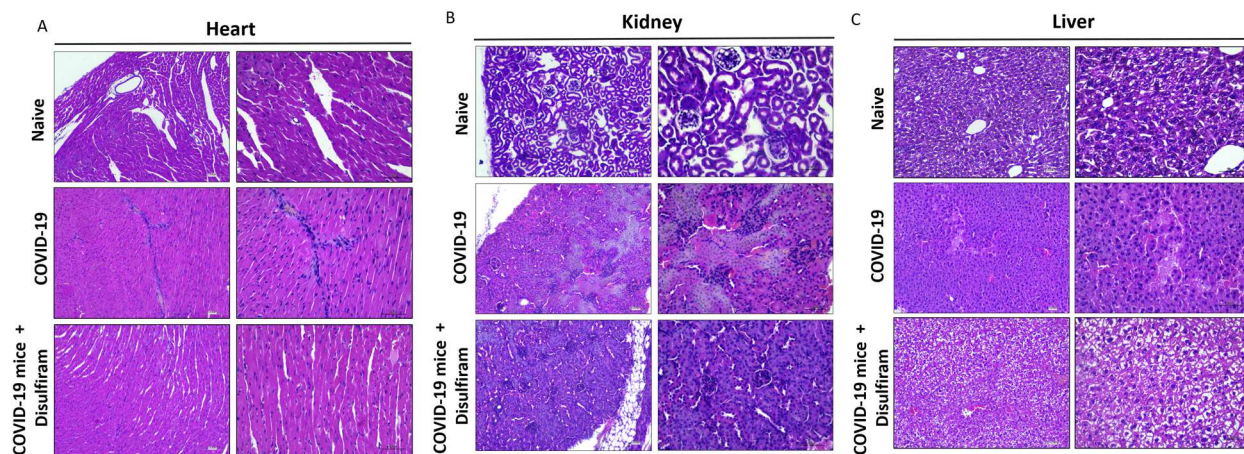 A
Heart
Naive
COVID-19
COVID-19 mice +
Disulfiram
B
Kidney
Naive
COVID-19
COVID-19 mice +
Disulfiram
C
Liver
Naive
COVID-19
COVID-19 mice +
Disulfiram